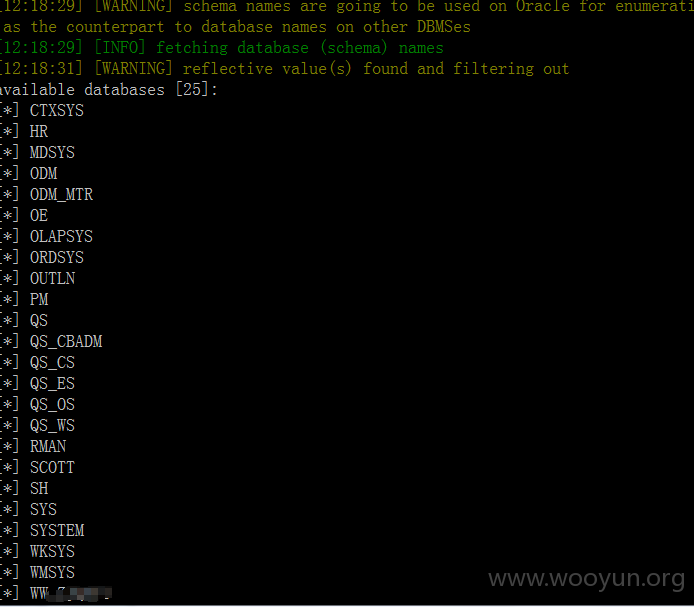 [12:18:29] [WARNING] schema names are going to be used on Oracle for enumerati
as the counterpart to database names on other DBMSes
[12:18:29] [INFO] fetching database (schema) names
[12:18:31] [WARNING] reflective value(s) found and filtering out
available databases [25]:
[*] CTXSYS
[*] HR
[*] MDSYS
[*] ODM
[*] ODM_MTR
[*] OE
[*] OLAPSYS
[*] ORDSYS
[*] OUTLN
[*] PM
[*] QS
[*] QS_CBADM
[*] QS_CS
[*] QS_ES
[*] QS_OS
[*] QS_WS
[*] RMAN
[*] SCOTT
[*] SH
[*] SYS
[*] SYSTEM
[*] WKSYS
[*] WMSYS
[*]
www.wooyun.org